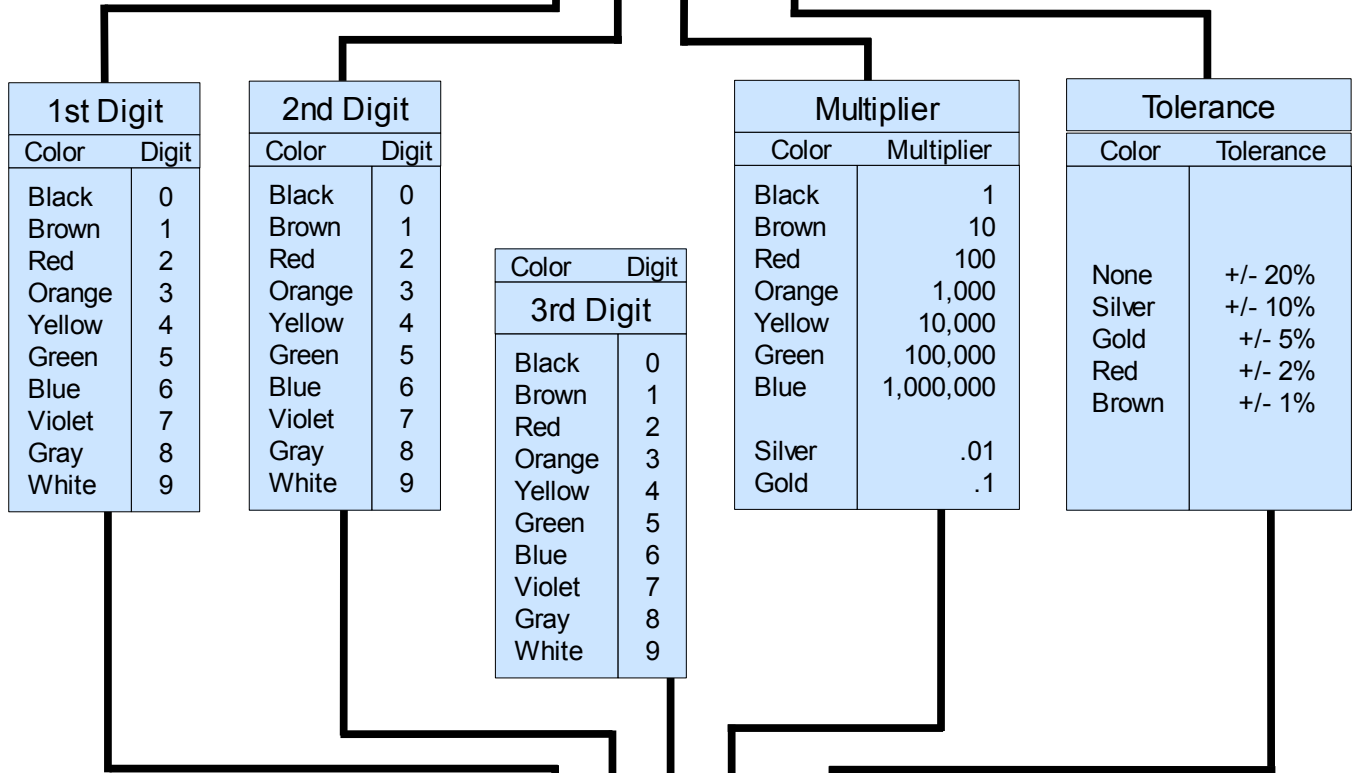 1st Digit
Color Digit
Black 0
Brown 1
Red 2
Orange 3
Yellow 4
Green 5
Blue 6
Violet 7
Gray 8
White 9
2nd Digit
Color Digit
Black 0
Brown 1
Red 2
Orange 3
Yellow 4
Green 5
Blue 6
Violet 7
Gray 8
White 9
Color Digit
3rd Digit
Black 0
Brown 1
Red 2
Orange 3
Yellow 4
Green 5
Blue 6
Violet 7
Gray 8
White 9
Multiplier
Color Multiplier
Black 1
Brown 10
Red 100
Orange 1,000
Yellow 10,000
Green 100,000
Blue 1,000,000
Silver .01
Gold .1
Tolerance
Color Tolerance
None +/- 20%
Silver +/- 10%
Gold +/- 5%
Red +/- 2%
Brown +/- 1%